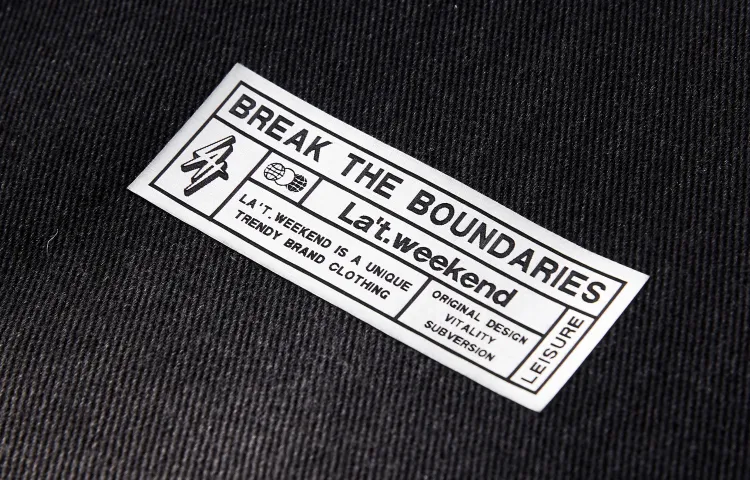 BREAK THE BOUNDARIES
La't.weekend
LA'T.WEEKEND IS A UNIQUE
TRENDY BRAND CLOTHING
ORIGINAL DESIGN
VITALITY
SUBVERSION
LEISURE